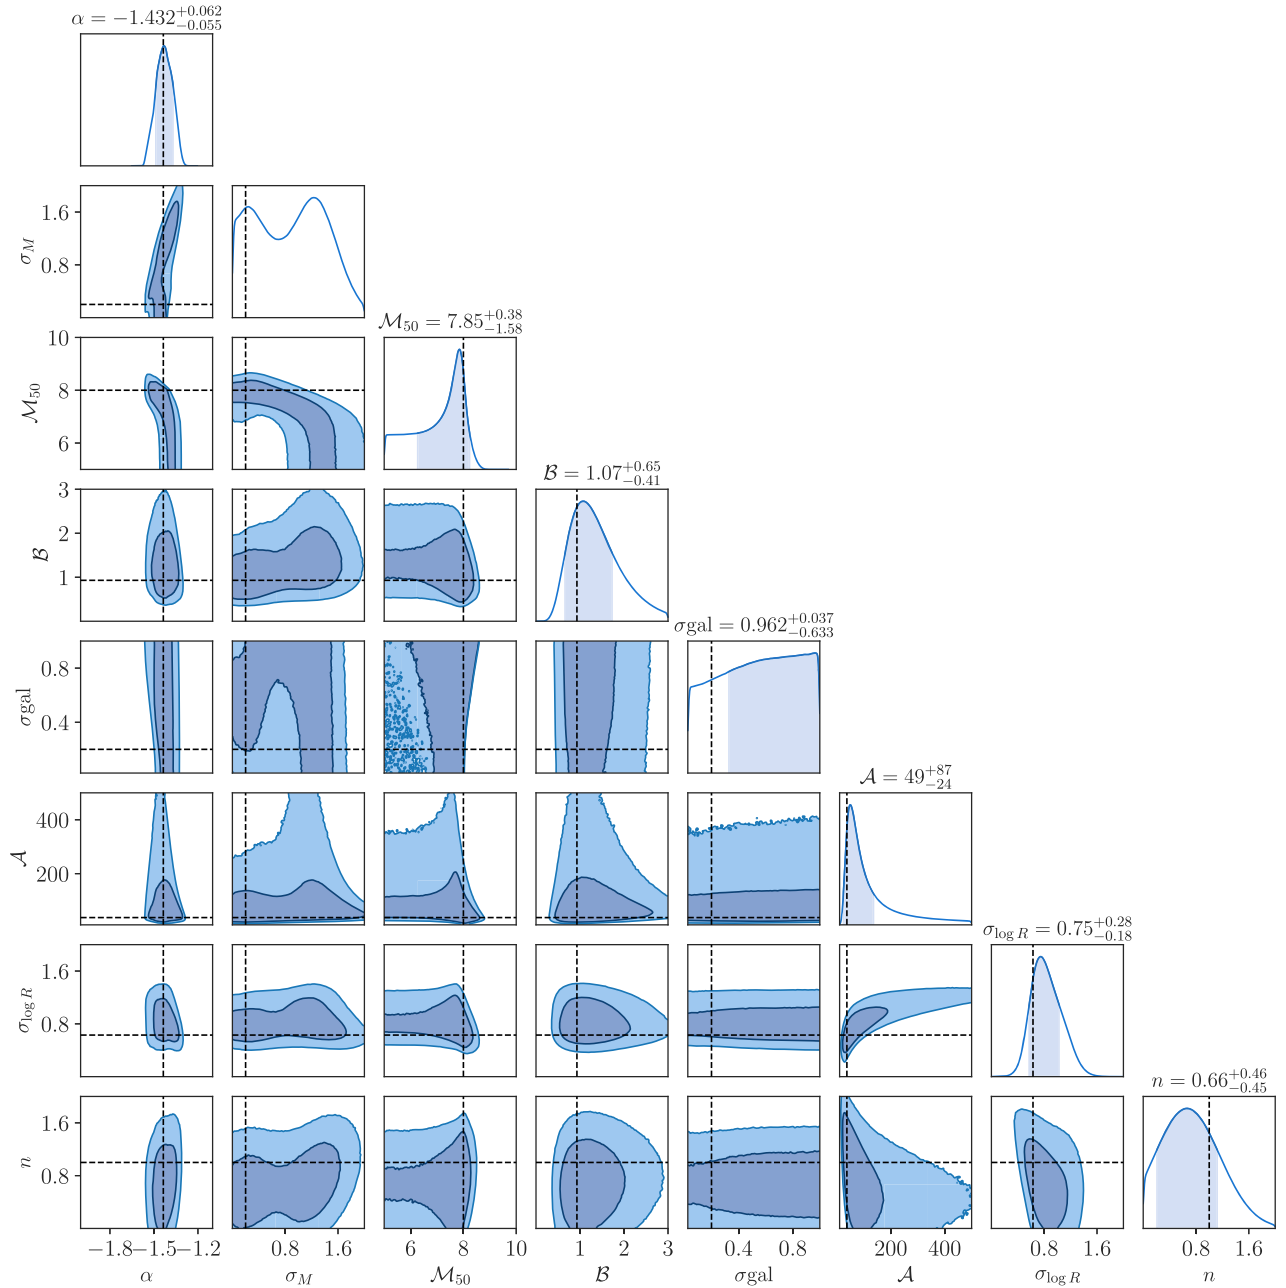 α = −1.432 +0.062 −0.055
1.6
0.8
σ_M
M₅₀ = 7.85 +0.38 −1.58
10
8
6
M₅₀
B = 1.07 +0.65 −0.41
3
2
1
B
σgal = 0.962 +0.037 −0.633
0.8
0.4
σgal
A = 49 +87 −24
400
200
A
σ_log R = 0.75 +0.28 −0.18
1.6
0.8
σ_log R
n = 0.66 +0.46 −0.45
1.6
0.8
n
−1.8 −1.5 −1.2 0.8 1.6 6 8 10 1 2 3 0.4 0.8 200 400 0.8 1.6 0.8 1.6
α σ_M M₅₀ B σgal A σ_log R n